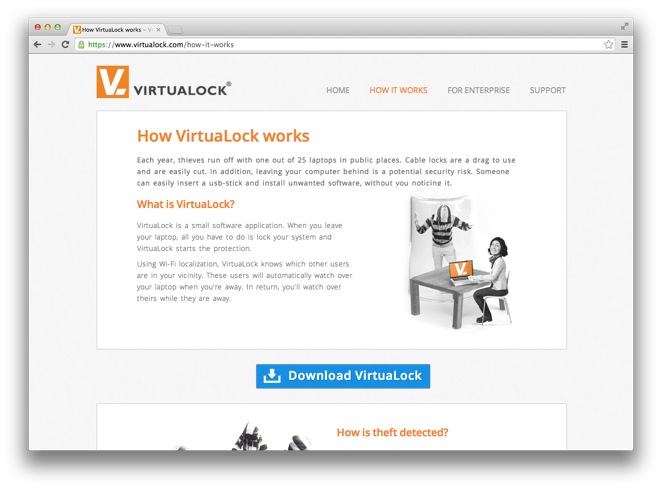 How VirtuaLock works – V
https://www.virtualock.com/how-it-works
VIRTUALOCK®
HOME HOW IT WORKS FOR ENTERPRISE SUPPORT
How VirtuaLock works
Each year, thieves run off with one out of 25 laptops in public places. Cable locks are a drag to use
and are easily cut. In addition, leaving your computer behind is a potential security risk. Someone
can easily insert a usb-stick and install unwanted software, without you noticing it.
What is VirtuaLock?
VirtuaLock is a small software application. When you leave
your laptop, all you have to do is lock your system and
VirtuaLock starts the protection.
Using Wi-Fi localization, VirtuaLock knows which other users
are in your vicinity. These users will automatically watch over
your laptop when you're away. In return, you'll watch over
theirs while they are away.
Download VirtuaLock
How is theft detected?